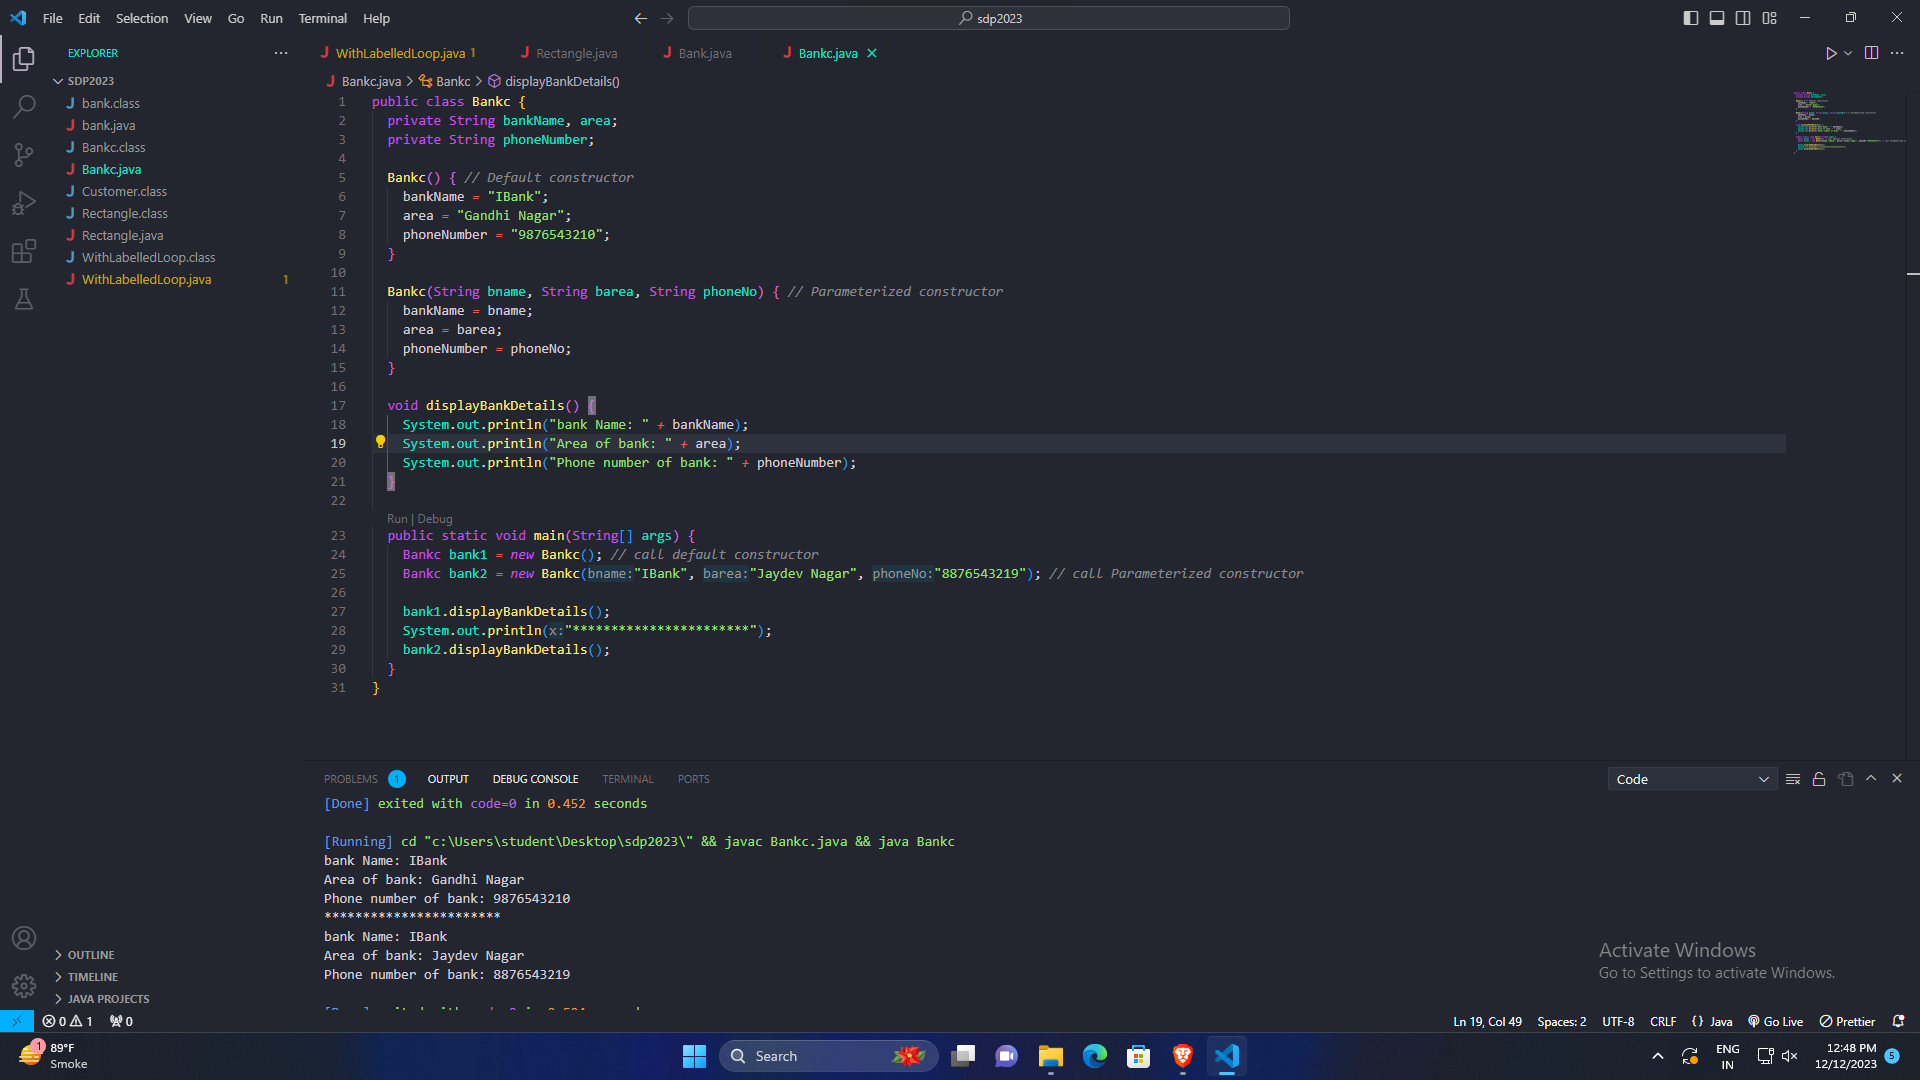 File Edit Selection View Go Run Terminal Help
sdp2023
EXPLORER
SDP2023
bank.class
bank.java
Bankc.class
Bankc.java
Customer.class
Rectangle.class
Rectangle.java
WithLabelledLoop.class
WithLabelledLoop.java 1
OUTLINE
TIMELINE
JAVA PROJECTS
WithLabelledLoop.java 1 Rectangle.java Bank.java Bankc.java
Bankc.java > Bankc > displayBankDetails()
1 public class Bankc {
2 private String bankName, area;
3 private String phoneNumber;
4
5 Bankc() { // Default constructor
6 bankName = "IBank";
7 area = "Gandhi Nagar";
8 phoneNumber = "9876543210";
9 }
10
11 Bankc(String bname, String barea, String phoneNo) { // Parameterized constructor
12 bankName = bname;
13 area = barea;
14 phoneNumber = phoneNo;
15 }
16
17 void displayBankDetails() {
18 System.out.println("bank Name: " + bankName);
19 System.out.println("Area of bank: " + area);
20 System.out.println("Phone number of bank: " + phoneNumber);
21 }
22
Run | Debug
23 public static void main(String[] args) {
24 Bankc bank1 = new Bankc(); // call default constructor
25 Bankc bank2 = new Bankc(bname:"IBank", barea:"Jaydev Nagar", phoneNo:"8876543219"); // call Parameterized constructor
26
27 bank1.displayBankDetails();
28 System.out.println(x:"***********************");
29 bank2.displayBankDetails();
30 }
31 }
PROBLEMS 1 OUTPUT DEBUG CONSOLE TERMINAL PORTS Code
[Done] exited with code=0 in 0.452 seconds
[Running] cd "c:\Users\student\Desktop\sdp2023\" && javac Bankc.java && java Bankc
bank Name: IBank
Area of bank: Gandhi Nagar
Phone number of bank: 9876543210
***********************
bank Name: IBank
Area of bank: Jaydev Nagar
Phone number of bank: 8876543219
Activate Windows
Go to Settings to activate Windows.
0 1 0 Ln 19, Col 49 Spaces: 2 UTF-8 CRLF {} Java Go Live Prettier
1
89°F
Smoke
Search
ENG
IN
12:48 PM
12/12/2023
5